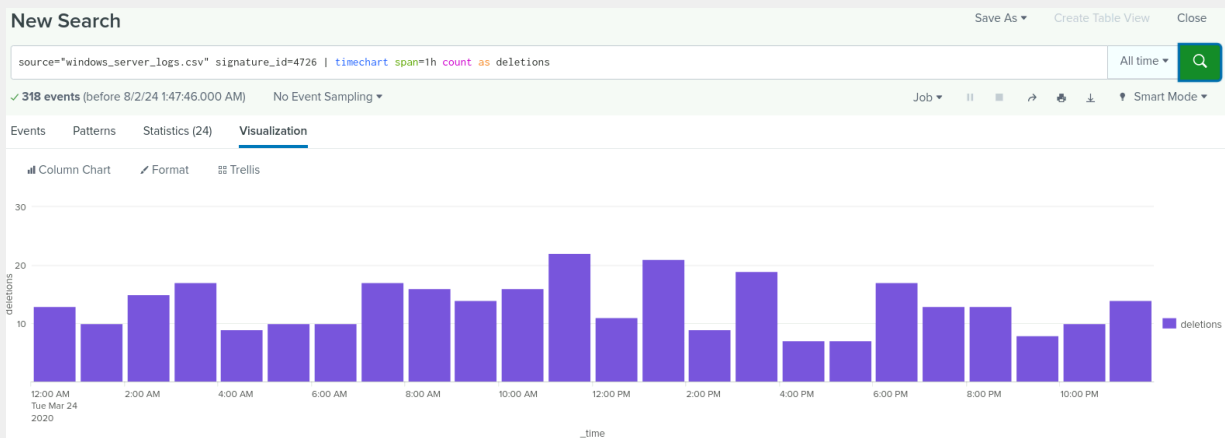 New Search
Save As ▾ Create Table View Close
source="windows_server_logs.csv" signature_id=4726 | timechart span=1h count as deletions
All time ▾
✓ 318 events (before 8/2/24 1:47:46.000 AM) No Event Sampling ▾
Job ▾ Smart Mode ▾
Events Patterns Statistics (24) Visualization
Column Chart Format Trellis
30
20
10
deletions
deletions
12:00 AM 2:00 AM 4:00 AM 6:00 AM 8:00 AM 10:00 AM 12:00 PM 2:00 PM 4:00 PM 6:00 PM 8:00 PM 10:00 PM
Tue Mar 24
2020
_time